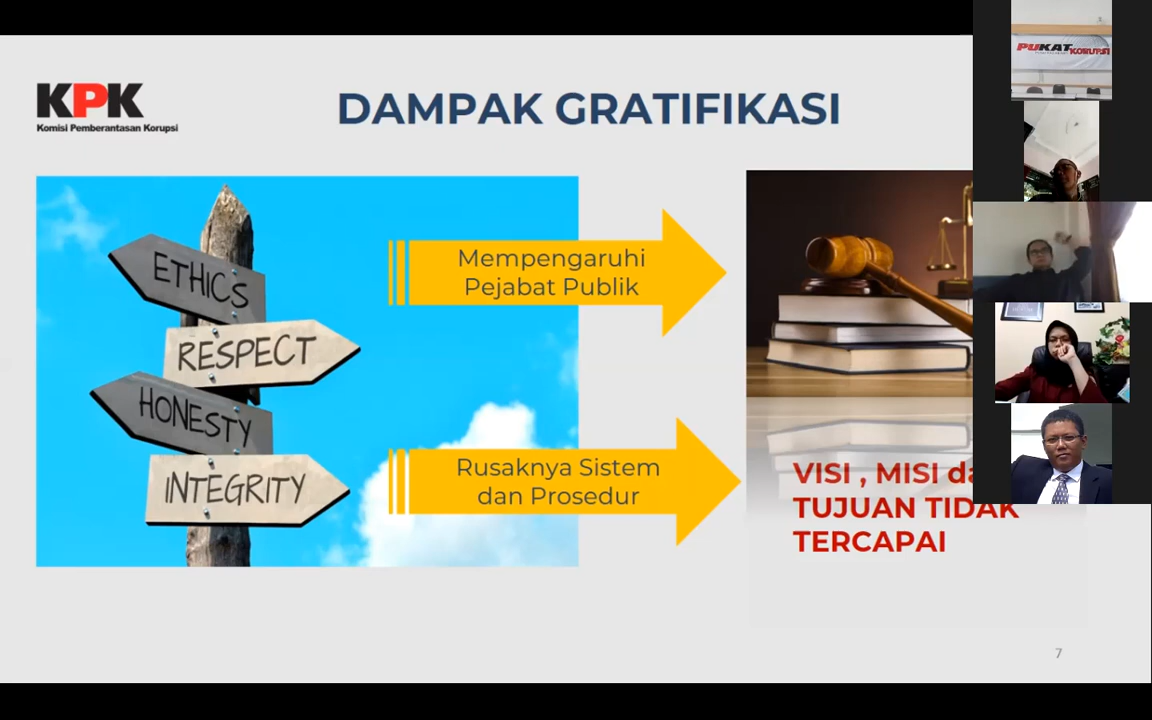 KPK
Komisi Pemberantasan Korupsi
DAMPAK GRATIFIKASI
ETHICS
RESPECT
HONESTY
INTEGRITY
Mempengaruhi
Pejabat Publik
Rusaknya Sistem
dan Prosedur
VISI , MISI
TUJUAN TIDAK
TERCAPAI
7
PUKAT
KORUPSI